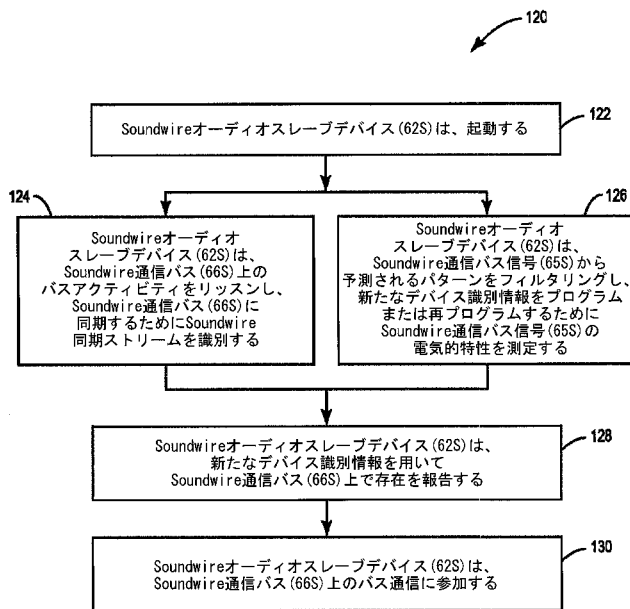 120
Soundwireオーディオスレーブデバイス(62S)は、起動する
122
124
Soundwireオーディオ
スレーブデバイス(62S)は、
Soundwire通信バス(66S)上の
バスアクティビティをリッスンし、
Soundwire通信バス(66S)に
同期するためにSoundwire
同期ストリームを識別する
126
Soundwireオーディオ
スレーブデバイス(62S)は、
Soundwire通信バス信号(65S)から
予測されるパターンをフィルタリングし、
新たなデバイス識別情報をプログラム
または再プログラムするために
Soundwire通信バス信号(65S)の
電気的特性を測定する
Soundwireオーディオスレーブデバイス(62S)は、
新たなデバイス識別情報を用いて
Soundwire通信バス(66S)上で存在を報告する
128
Soundwireオーディオスレーブデバイス(62S)は、
Soundwire通信バス(66S)上のバス通信に参加する
130